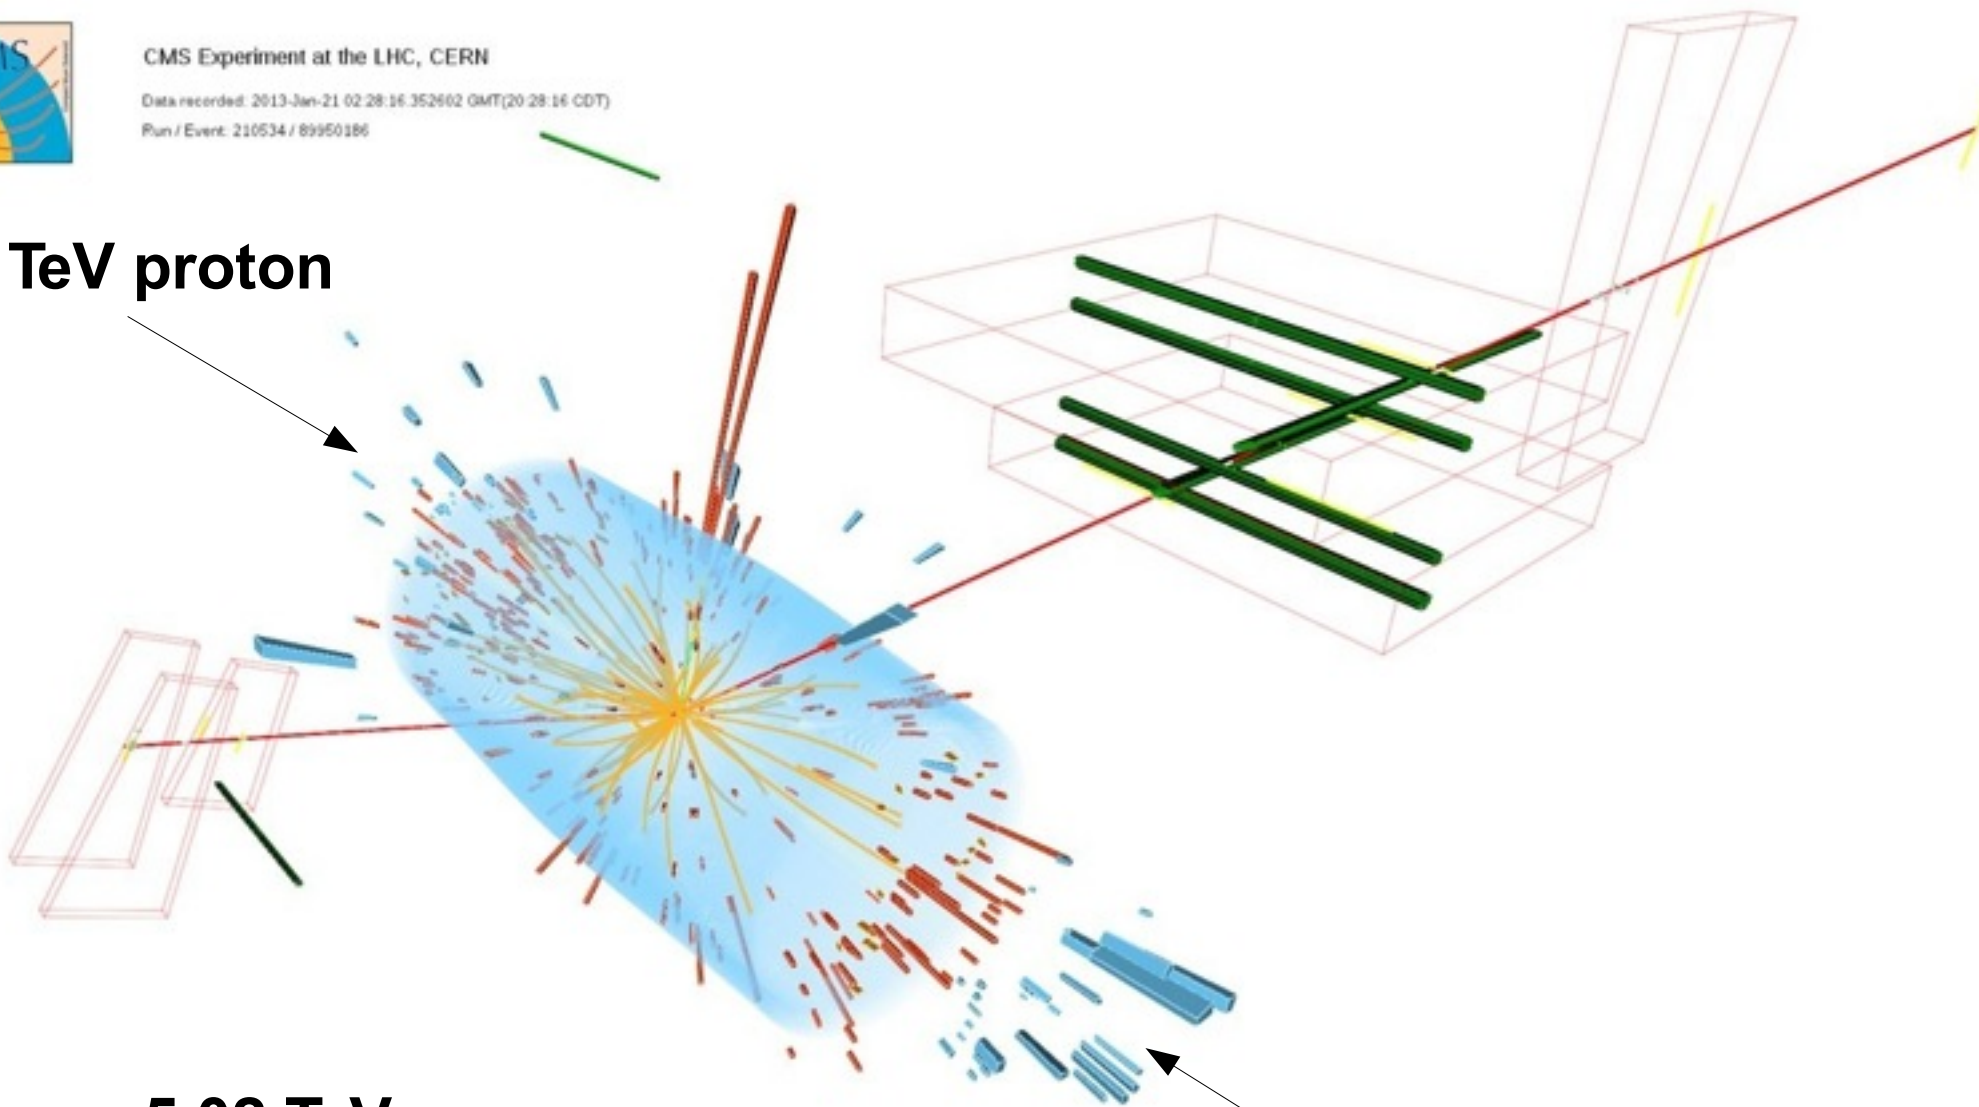 CMS Experiment at the LHC, CERN
Data recorded: 2013-Jan-21 02:28:16.352602 GMT(20:28:16 CDT)
Run / Event: 210534 / 89950186
TeV proton
TeV